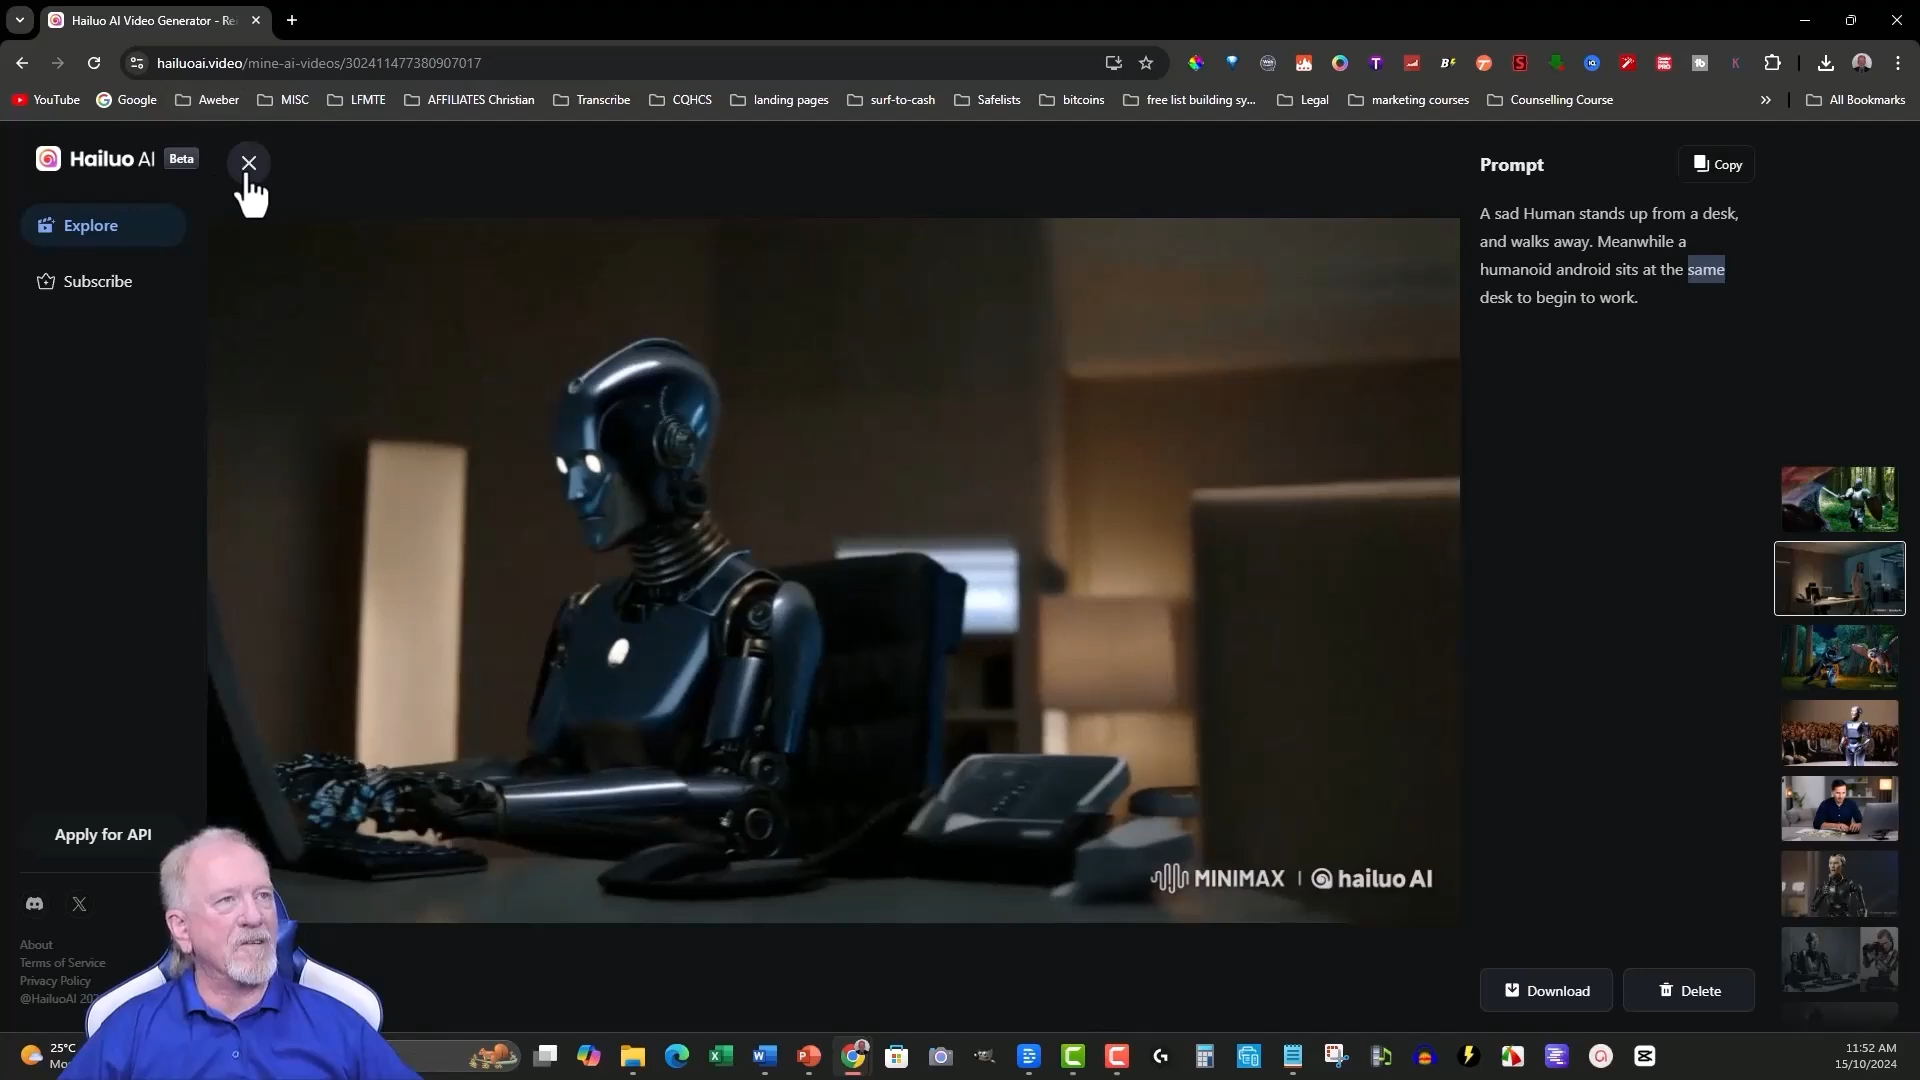 Hailuo AI Video Generator - Re
hailuoai.video/mine-ai-videos/302411477380907017
YouTube
Google
Aweber
MISC
LFMTE
AFFILIATES Christian
Transcribe
CQHCS
landing pages
surf-to-cash
Safelists
bitcoins
free list building sy...
Legal
marketing courses
Counselling Course
All Bookmarks
Hailuo AI Beta
Explore
Subscribe
Apply for API
About
Terms of Service
Privacy Policy
@HailuoAI 20
MINIMAX | hailuo AI
Prompt
Copy
A sad Human stands up from a desk,
and walks away. Meanwhile a
humanoid android sits at the same
desk to begin to work.
Download
Delete
25°C
Mo
11:52 AM
15/10/2024